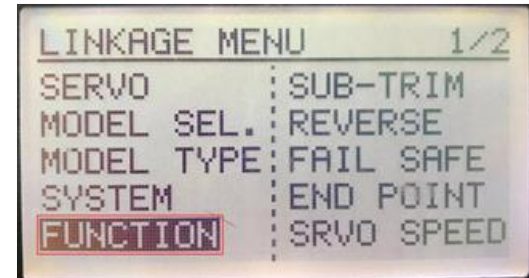 LINKAGE MENU 1/2
SERVO SUB-TRIM
MODEL SEL. REVERSE
MODEL TYPE FAIL SAFE
SYSTEM END POINT
FUNCTION SRVO SPEED